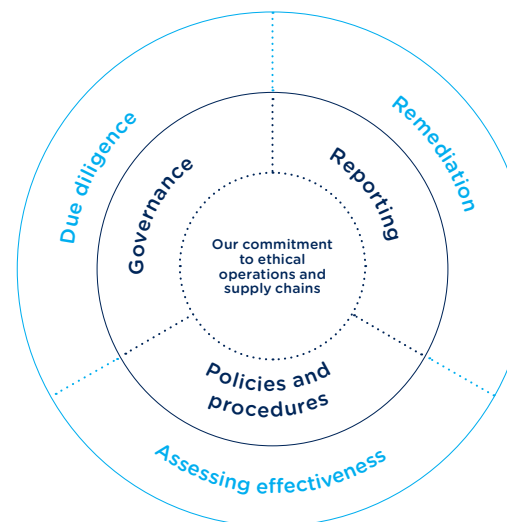 Due diligence
Remediation
Governance
Reporting
Our commitment
to ethical
operations and
supply chains
Policies and
procedures
Assessing effectiveness